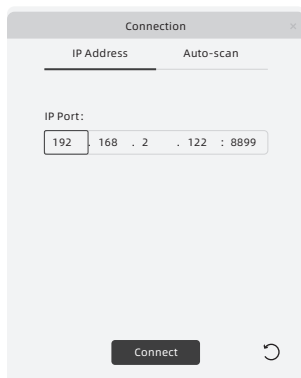 Connection ×
IP Address Auto-scan
IP Port:
192 . 168 . 2 . 122 : 8899
Connect